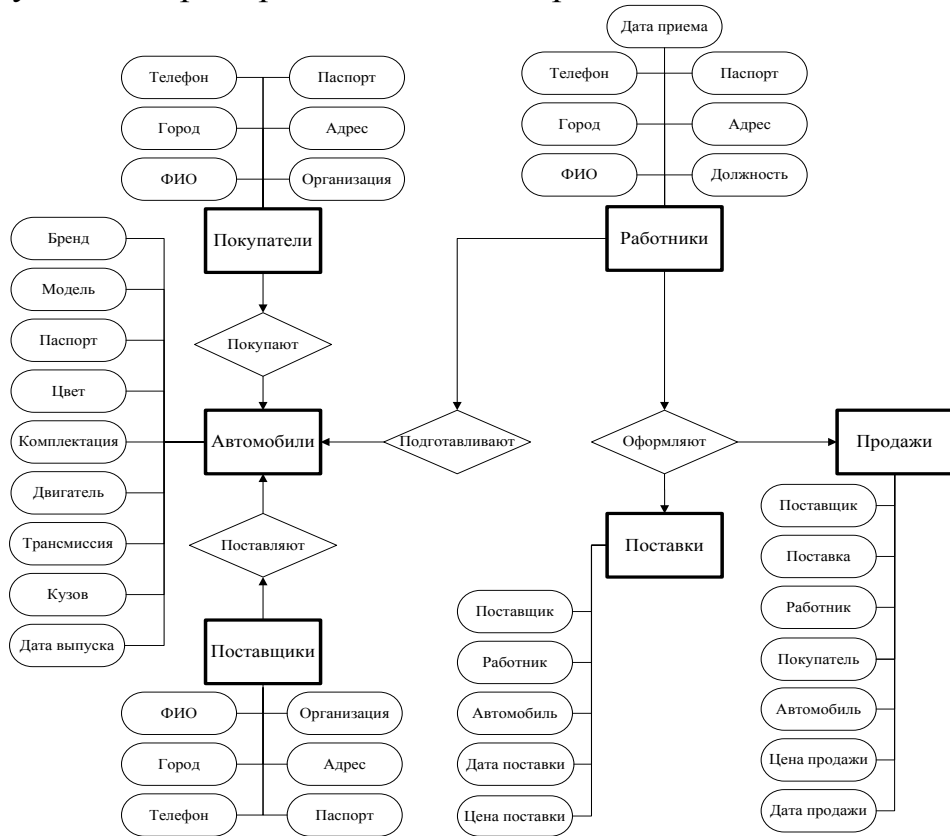 Дата приема
Телефон
Паспорт
Телефон
Паспорт
Город
Адрес
Город
Адрес
ФИО
Организация
ФИО
Должность
Покупатели
Работники
Бренд
Модель
Паспорт
Цвет
Комплектация
Двигатель
Трансмиссия
Кузов
Дата выпуска
Покупают
Автомобили
Подготавливают
Оформляют
Продажи
Поставляют
Поставки
Поставщики
Поставщик
Работник
Автомобиль
Дата поставки
Цена поставки
Поставщик
Поставка
Работник
Покупатель
Автомобиль
Цена продажи
Дата продажи
ФИО
Организация
Город
Адрес
Телефон
Паспорт